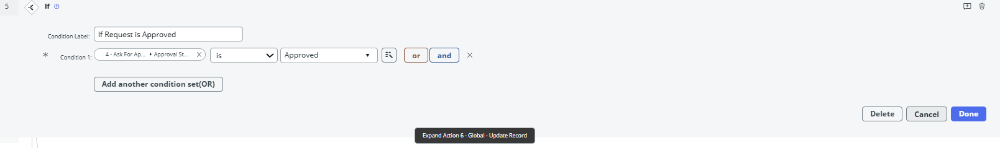 5 If
Condition Label: If Request is Approved
* Condition 1: 4 - Ask For Ap... ▸ Approval St... is Approved or and
Add another condition set(OR)
Delete Cancel Done
Expand Action 6 - Global - Update Record